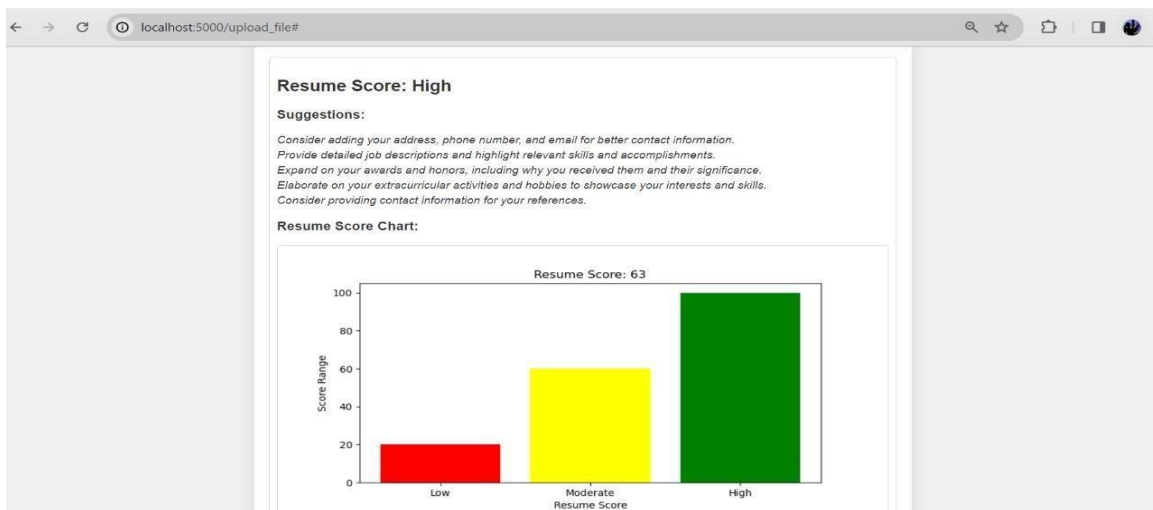 localhost:5000/upload_file#
Resume Score: High
Suggestions:
Consider adding your address, phone number, and email for better contact information.
Provide detailed job descriptions and highlight relevant skills and accomplishments.
Expand on your awards and honors, including why you received them and their significance.
Elaborate on your extracurricular activities and hobbies to showcase your interests and skills.
Consider providing contact information for your references.
Resume Score Chart:
Resume Score: 63
100
80
60
40
20
0
Score Range
Low Moderate High
Resume Score